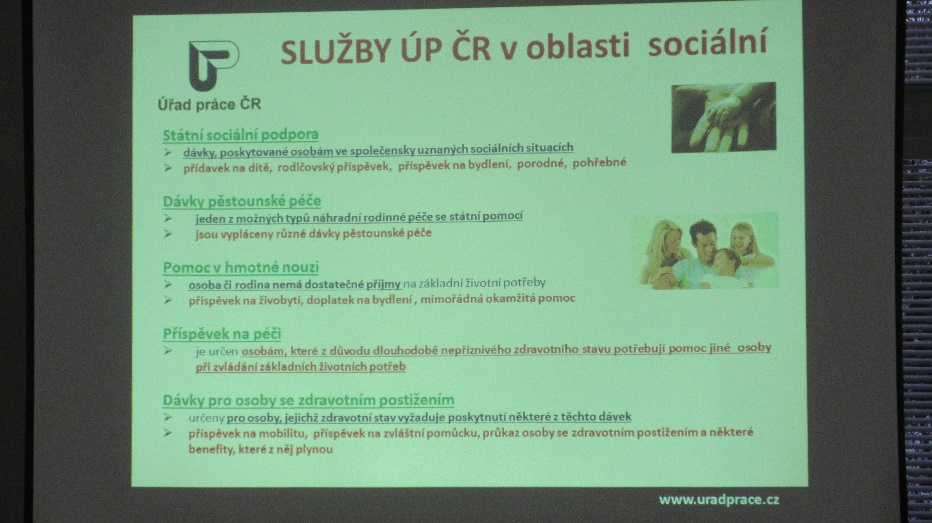 SLUŽBY ÚP ČR v oblasti sociální
Úřad práce ČR
Státní sociální podpora
dávky, poskytované osobám ve společensky uznaných sociálních situacích
přídavek na dítě, rodičovský příspěvek, příspěvek na bydlení, porodné, pohřebné
Dávky pěstounské péče
jeden z možných typů náhradní rodinné péče se státní pomocí
jsou vypláceny různé dávky pěstounské péče
Pomoc v hmotné nouzi
osoba či rodina nemá dostatečné příjmy na základní životní potřeby
příspěvek na živobytí, doplatek na bydlení , mimořádná okamžitá pomoc
Příspěvek na péči
je určen osobám, které z důvodu dlouhodobě nepříznivého zdravotního stavu potřebují pomoc jiné osoby
při zvládání základních životních potřeb
Dávky pro osoby se zdravotním postižením
určeny pro osoby, jejichž zdravotní stav vyžaduje poskytnutí některé z těchto dávek
příspěvek na mobilitu, příspěvek na zvláštní pomůcku, průkaz osoby se zdravotním postižením a některé
benefity, které z něj plynou
www.uradprace.cz